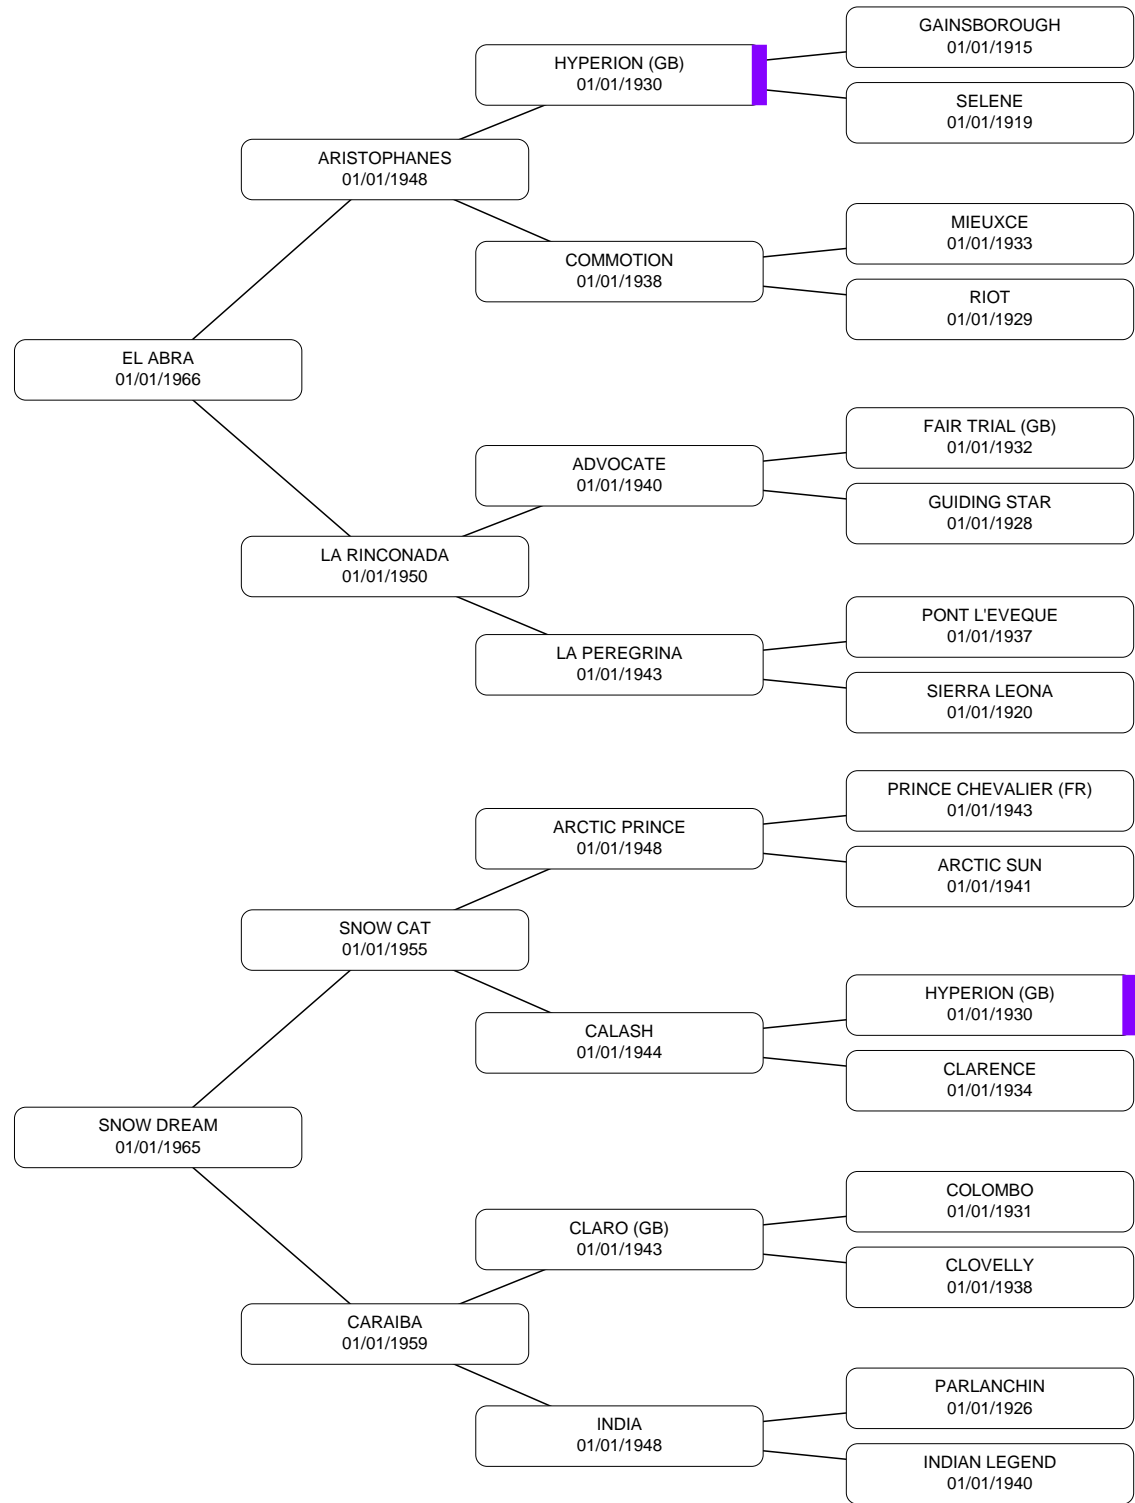 GAINSBOROUGH
01/01/1915
HYPERION (GB)
01/01/1930
SELENE
01/01/1919
ARISTOPHANES
01/01/1948
MIEUXCE
01/01/1933
COMMOTION
01/01/1938
RIOT
01/01/1929
EL ABRA
01/01/1966
FAIR TRIAL (GB)
01/01/1932
ADVOCATE
01/01/1940
GUIDING STAR
01/01/1928
LA RINCONADA
01/01/1950
PONT L'EVEQUE
01/01/1937
LA PEREGRINA
01/01/1943
SIERRA LEONA
01/01/1920
PRINCE CHEVALIER (FR)
01/01/1943
ARCTIC PRINCE
01/01/1948
ARCTIC SUN
01/01/1941
SNOW CAT
01/01/1955
HYPERION (GB)
01/01/1930
CALASH
01/01/1944
CLARENCE
01/01/1934
SNOW DREAM
01/01/1965
COLOMBO
01/01/1931
CLARO (GB)
01/01/1943
CLOVELLY
01/01/1938
CARAIBA
01/01/1959
PARLANCHIN
01/01/1926
INDIA
01/01/1948
INDIAN LEGEND
01/01/1940